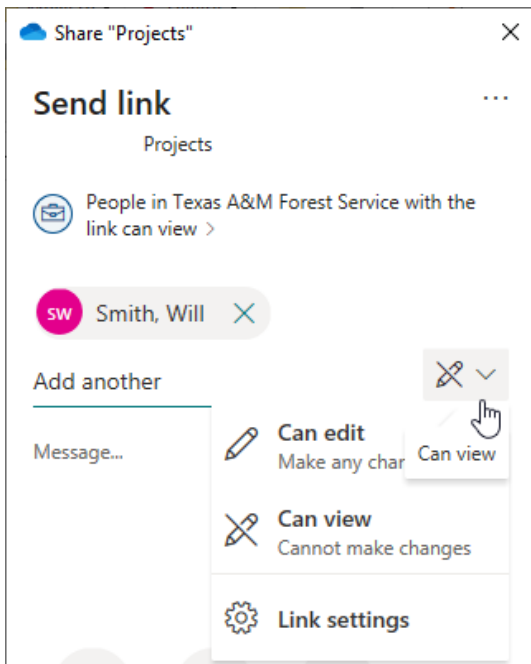 Share "Projects"
Send link
Projects
People in Texas A&M Forest Service with the
link can view >
SW Smith, Will
Add another
Message...
Can edit
Make any char
Can view
Can view
Cannot make changes
Link settings